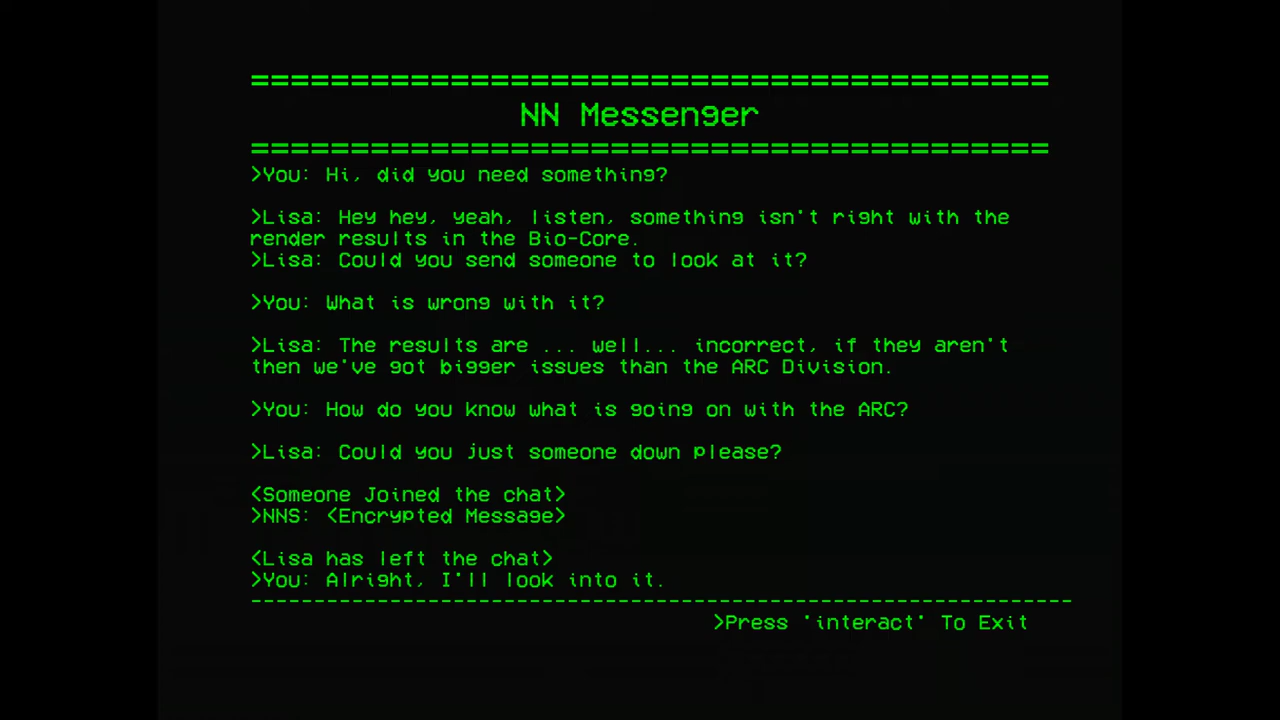 ========================================
NN Messenger
========================================
>You: Hi, did you need something?
>Lisa: Hey hey, yeah, listen, something isn't right with the
render results in the Bio-Core.
>Lisa: Could you send someone to look at it?
>You: What is wrong with it?
>Lisa: The results are ... well... incorrect, if they aren't
then we've got bigger issues than the ARC Division.
>You: How do you know what is going on with the ARC?
>Lisa: Could you just someone down please?
<Someone Joined the chat>
>NNS: <Encrypted Message>
<Lisa has left the chat>
>You: Alright, I'll look into it.
-----------------------------------------------------------------
>Press 'interact' To Exit